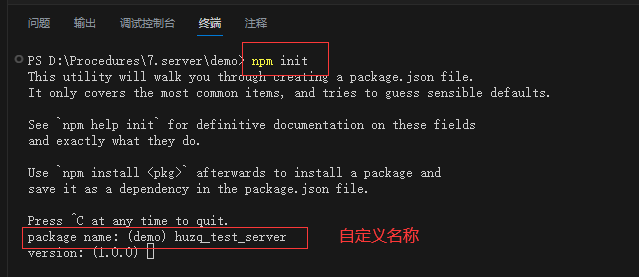 问题 输出 调试控制台 终端 注释
PS D:\Procedures\7.server\demo> npm init
This utility will walk you through creating a package.json file.
It only covers the most common items, and tries to guess sensible defaults.
See `npm help init` for definitive documentation on these fields
and exactly what they do.
Use `npm install <pkg>` afterwards to install a package and
save it as a dependency in the package.json file.
Press ^C at any time to quit.
package name: (demo) huzq_test_server 自定义名称
version: (1.0.0)